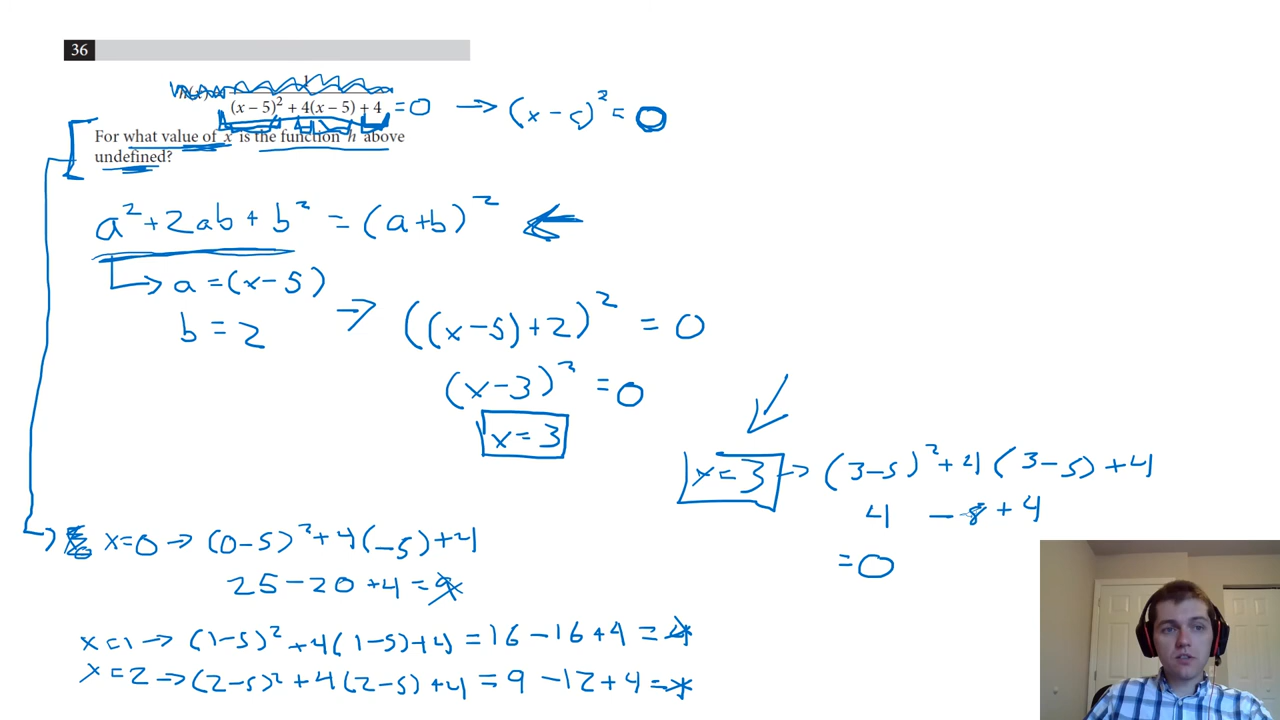 36
1
(x − 5)² + 4(x − 5) + 4 = 0 → (x − 5)² = 0
For what value of x is the function h above
undefined?
a² + 2ab + b² = (a+b)²
a = (x − 5)
b = 2
→ ((x−5)+2)² = 0
(x−3)² = 0
x = 3
x = 3 → (3−5)² + 4(3−5) + 4
4 − 8 + 4
= 0
x=0 → (0−5)² + 4(−5) + 4
25 − 20 + 4 = 9
x=1 → (1−5)² + 4(1−5) + 4 = 16 − 16 + 4 = 4
x=2 → (2−5)² + 4(2−5) + 4 = 9 − 12 + 4 =